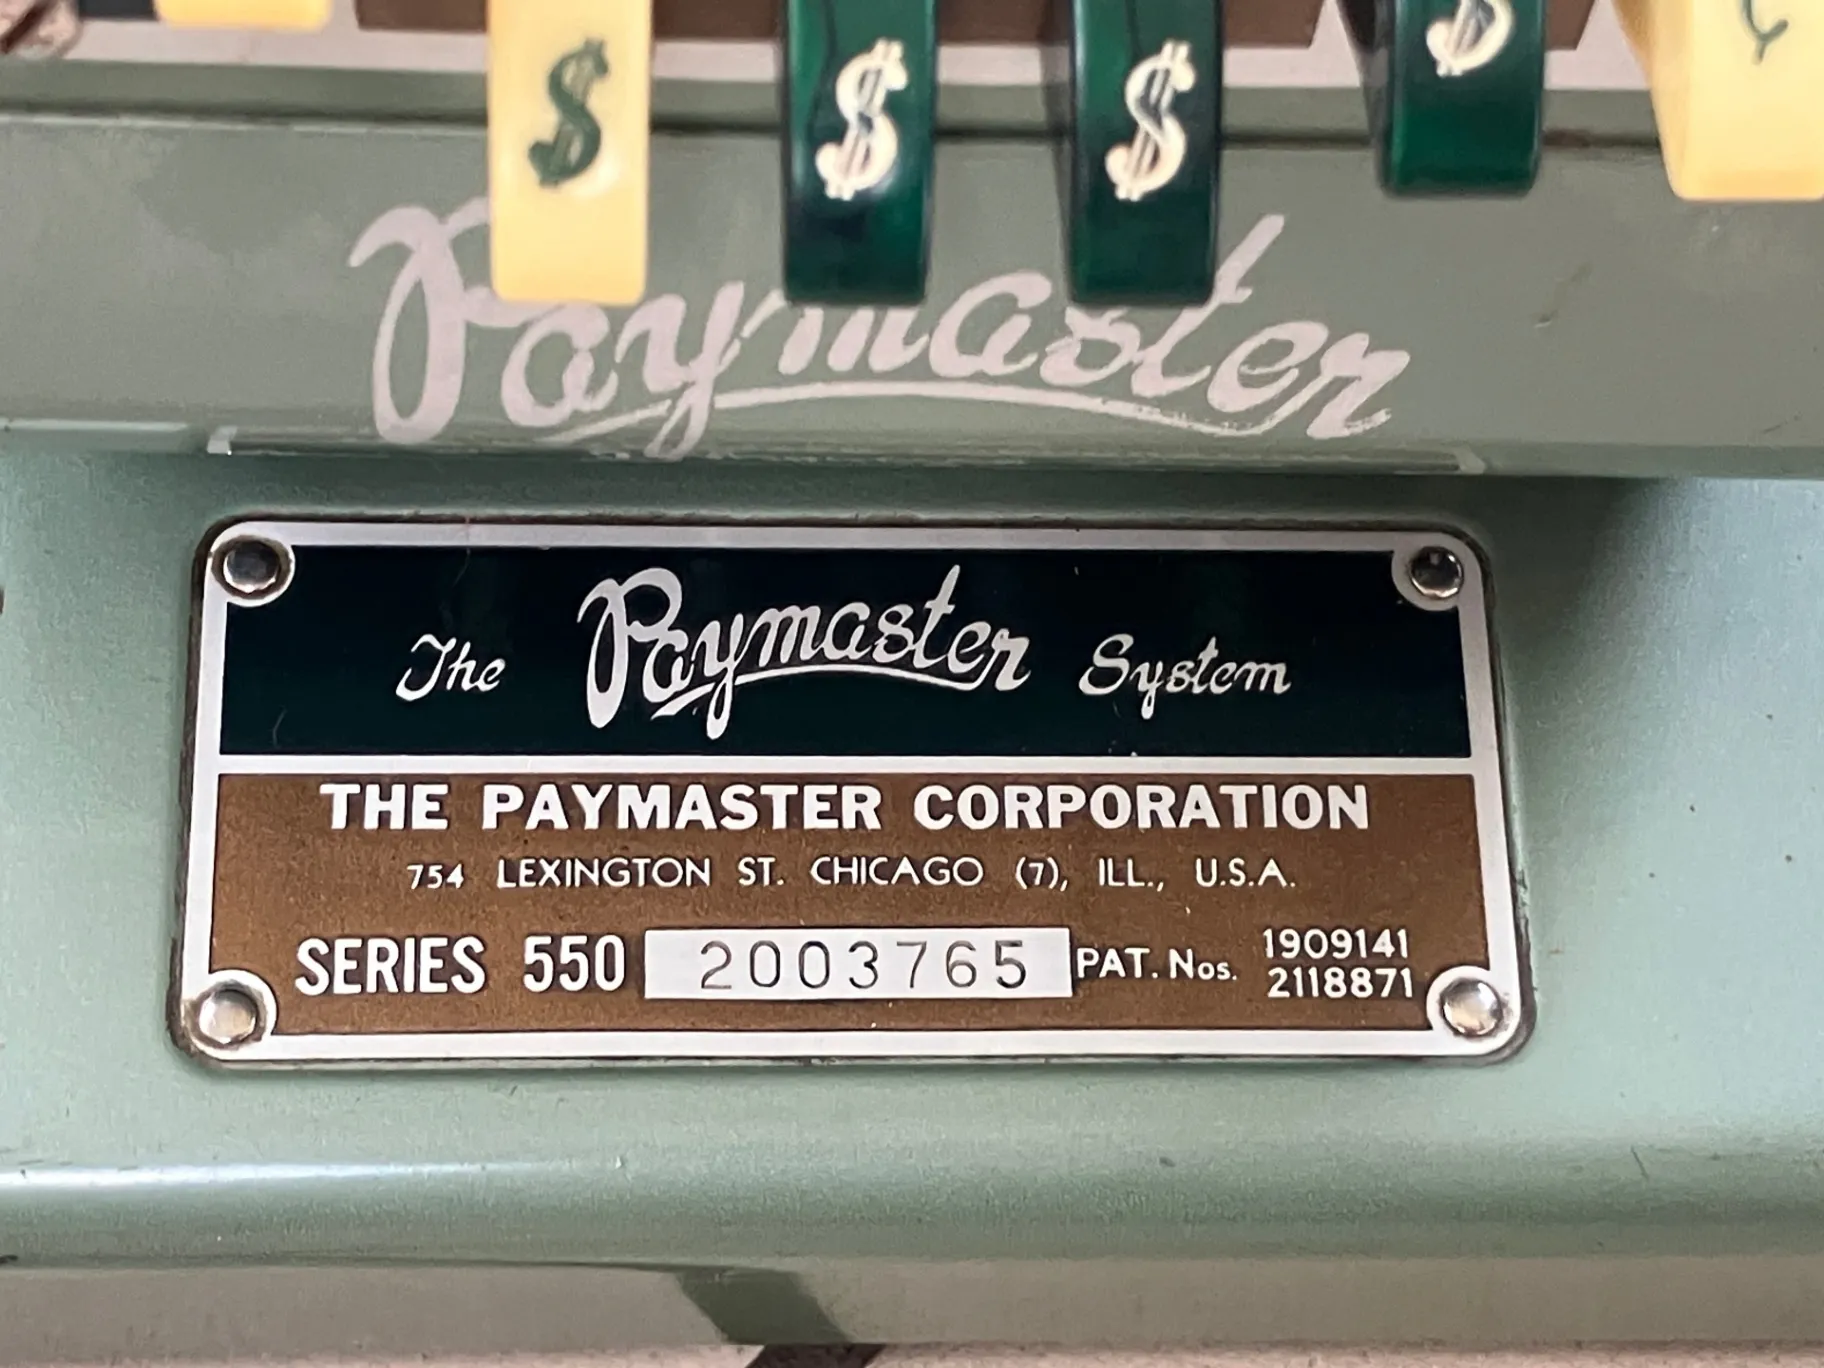 $ $ $ $
Paymaster
The Paymaster System
THE PAYMASTER CORPORATION
754 LEXINGTON ST. CHICAGO (7), ILL., U.S.A.
SERIES 550 2003765 PAT. Nos. 1909141
2118871